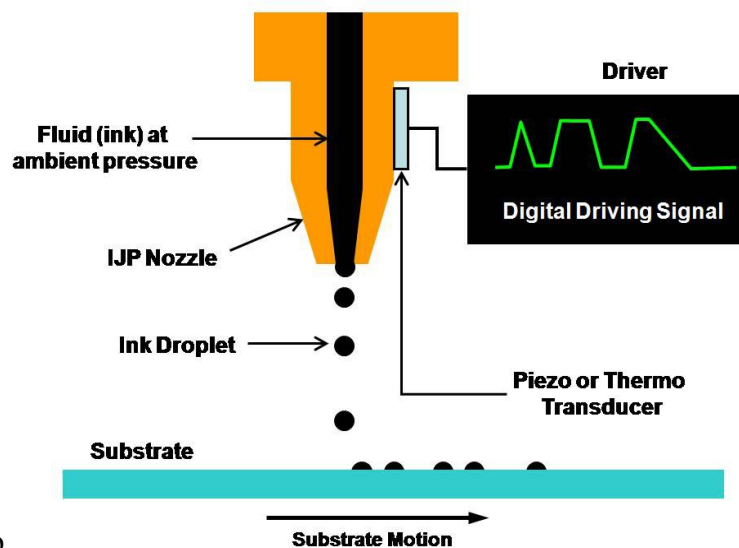 Driver
Fluid (ink) at
ambient pressure
Digital Driving Signal
IJP Nozzle
Ink Droplet
Piezo or Thermo
Transducer
Substrate
Substrate Motion